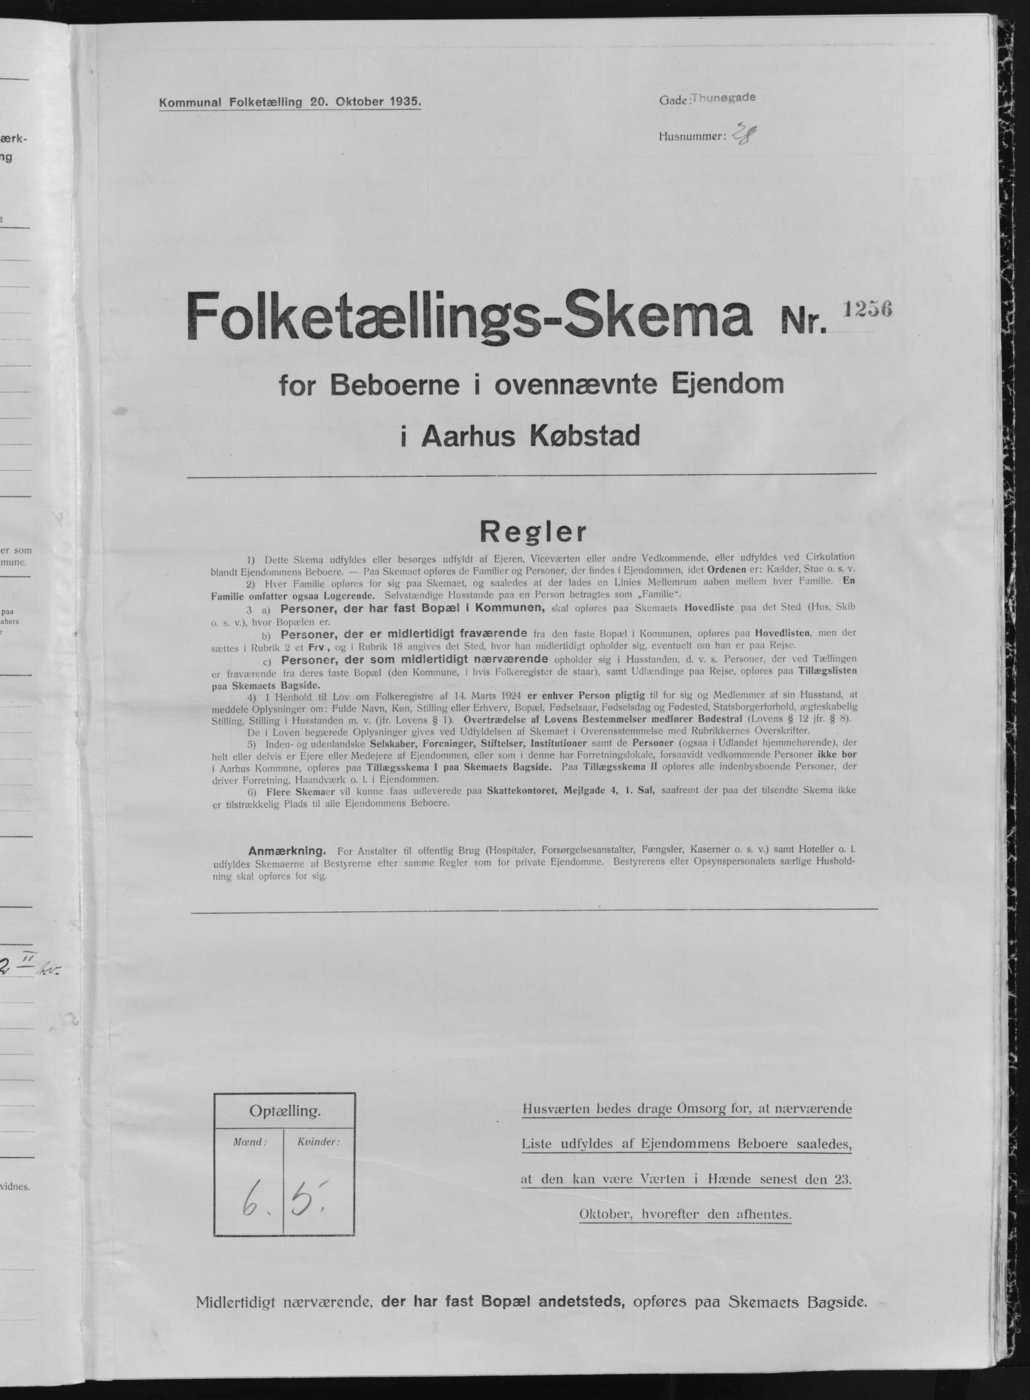 Kommunal Folketælling 20. Oktober 1935.
Gade: Thunøgade
Husnummer: 28
Folketællings-Skema Nr. 1256
for Beboerne i ovennævnte Ejendom
i Aarhus Købstad
Regler
1) Dette Skema udfyldes eller besørges udfyldt af Ejeren, Viceværten eller andre Vedkommende, eller udfyldes ved Cirkulation
blandt Ejendommens Beboere. — Paa Skemaet opføres de Familier og Personer, der findes i Ejendommen, idet Ordenen er: Kælder, Stue o. s. v.
2) Hver Familie opføres for sig paa Skemaet, og saaledes at der lades en Linies Mellemrum aaben mellem hver Familie. En
Familie omfatter ogsaa Logerende. Selvstændige Husstande paa en Person betragtes som „Familie“.
3 a) Personer, der har fast Bopæl i Kommunen, skal opføres paa Skemaets Hovedliste paa det Sted (Hus, Skib
o. s. v.), hvor Bopælen er.
b) Personer, der er midlertidigt fraværende fra den faste Bopæl i Kommunen, opføres paa Hovedlisten, men der
sættes i Rubrik 2 et Frv, og i Rubrik 18 angives det Sted, hvor han midlertidigt opholder sig, eventuelt om han er paa Rejse.
c) Personer, der som midlertidigt nærværende opholder sig i Husstanden, d. v. s. Personer, der ved Tællingen
er fraværende fra deres faste Bopæl (den Kommune, i hvis Folkeregister de staar), samt Udlændinge paa Rejse, opføres paa Tillægslisten
paa Skemaets Bagside.
4) I Henhold til Lov om Folkeregistre af 14. Marts 1924 er enhver Person pligtig til for sig og Medlemmer af sin Husstand, at
meddele Oplysninger om: Fulde Navn, Køn, Stilling eller Erhverv, Bopæl, Fødselsaar, Fødselsdag og Fødested, Statsborgerforhold, ægteskabelig
Stilling, Stilling i Husstanden m. v. (jfr. Lovens § 1). Overtrædelse af Lovens Bestemmelser medfører Bødestraf (Lovens § 12 jfr. § 8).
De i Loven begærede Oplysninger gives ved Udfyldelsen af Skemaet i Overensstemmelse med Rubrikkernes Overskrifter.
5) Inden- og udenlandske Selskaber, Foreninger, Stiftelser, Institutioner samt de Personer (ogsaa i Udlandet hjemmehørende), der
helt eller delvis er Ejere eller Medejere af Ejendommen, eller som i denne har Forretningslokale, forsaavidt vedkommende Personer ikke bor
i Aarhus Kommune, opføres paa Tillægsskema I paa Skemaets Bagside. Paa Tillægsskema II opføres alle indenbysboende Personer, der
driver Forretning, Haandværk o. l. i Ejendommen.
6) Flere Skemaer vil kunne faas udleverede paa Skattekontoret, Mejlgade 4, 1. Sal, saafremt der paa det tilsendte Skema ikke
er tilstrækkelig Plads til alle Ejendommens Beboere.
Anmærkning. For Anstalter til offentlig Brug (Hospitaler, Forsørgelsesanstalter, Fængsler, Kaserner o. s. v.) samt Hoteller o. l.
udfyldes Skemaerne af Bestyrerne efter samme Regler som for private Ejendomme. Bestyrerens eller Opsynspersonalets særlige Hushold-
ning skal opføres for sig.
Optælling.
Mænd: Kvinder:
6. 5.
Husværten bedes drage Omsorg for, at nærværende
Liste udfyldes af Ejendommens Beboere saaledes,
at den kan være Værten i Hænde senest den 23.
Oktober, hvorefter den afhentes.
Midlertidigt nærværende, der har fast Bopæl andetsteds, opføres paa Skemaets Bagside.
ærk-
ng
er som
mune.
paa
abers
2 II kv.
vidnes.